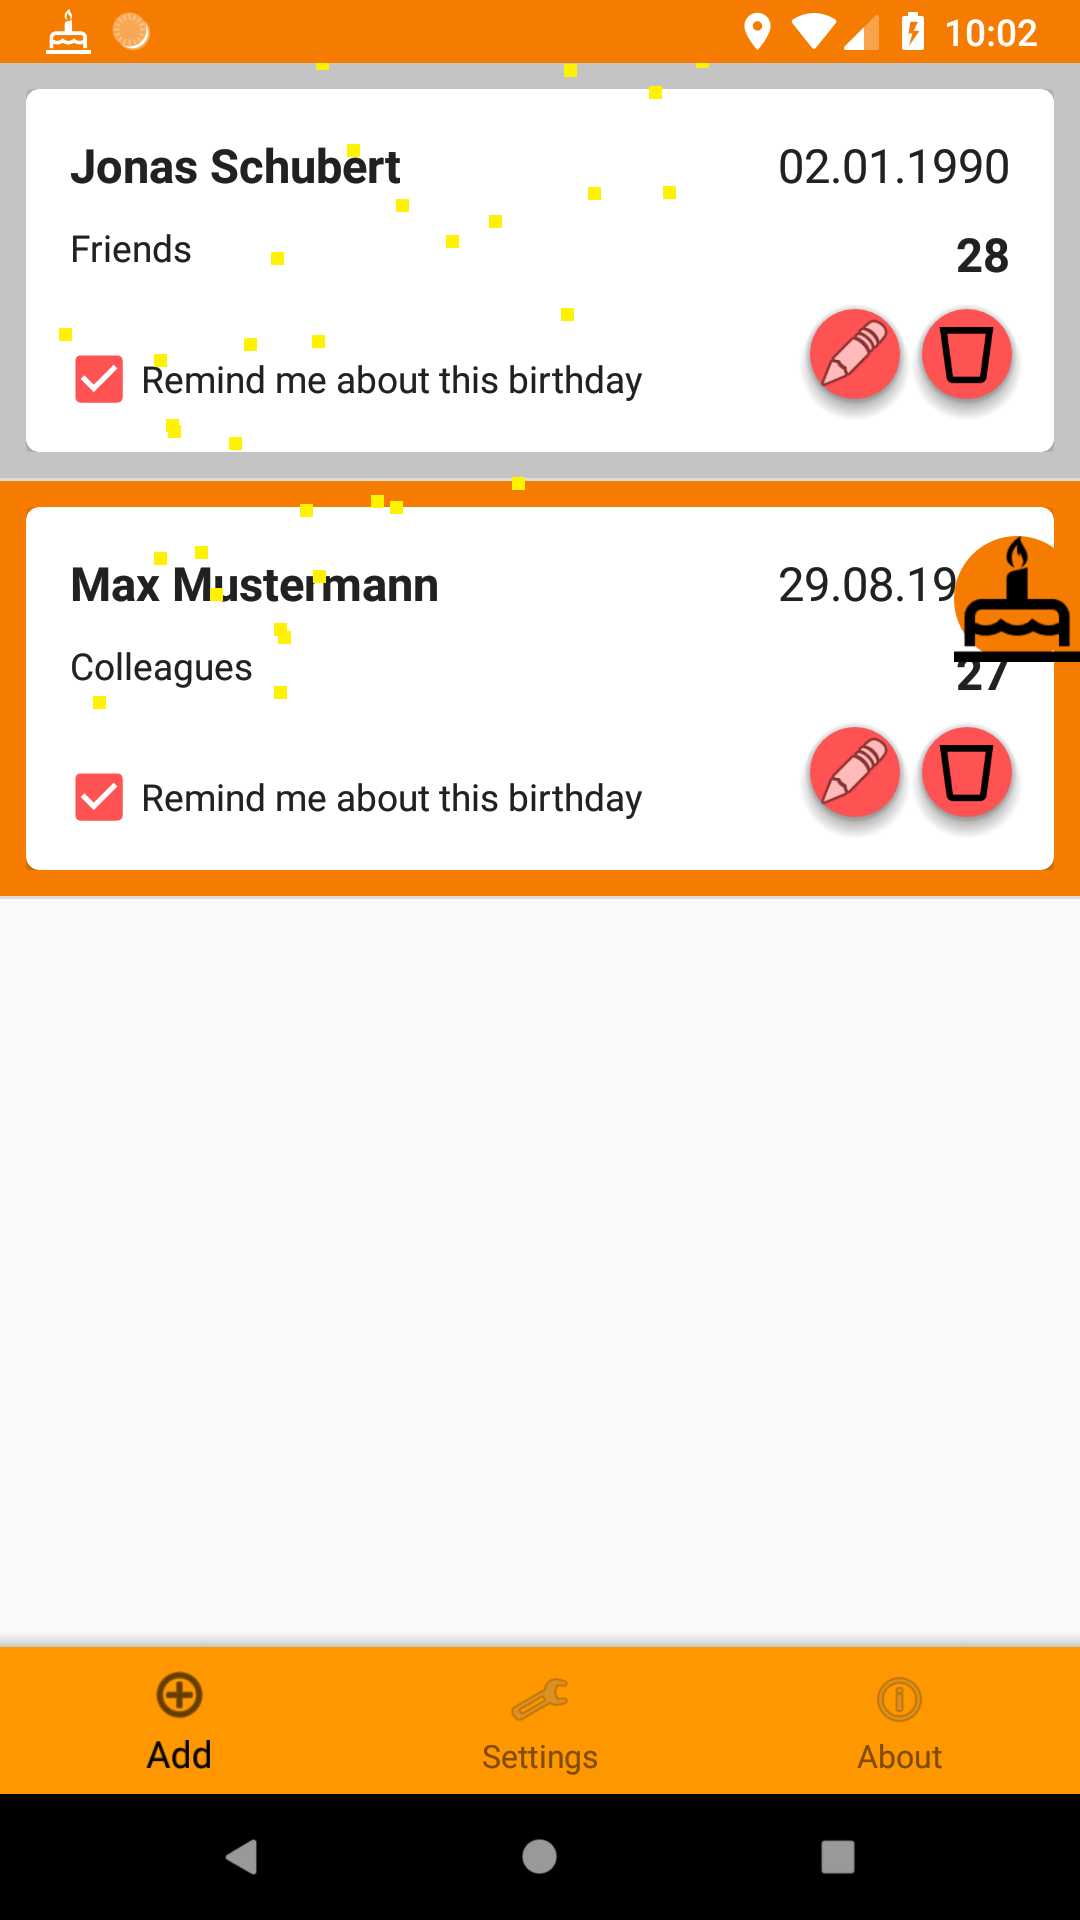 10:02
Jonas Schubert 02.01.1990
Friends 28
Remind me about this birthday
Max Mustermann 29.08.19
Colleagues 27
Remind me about this birthday
Add Settings About